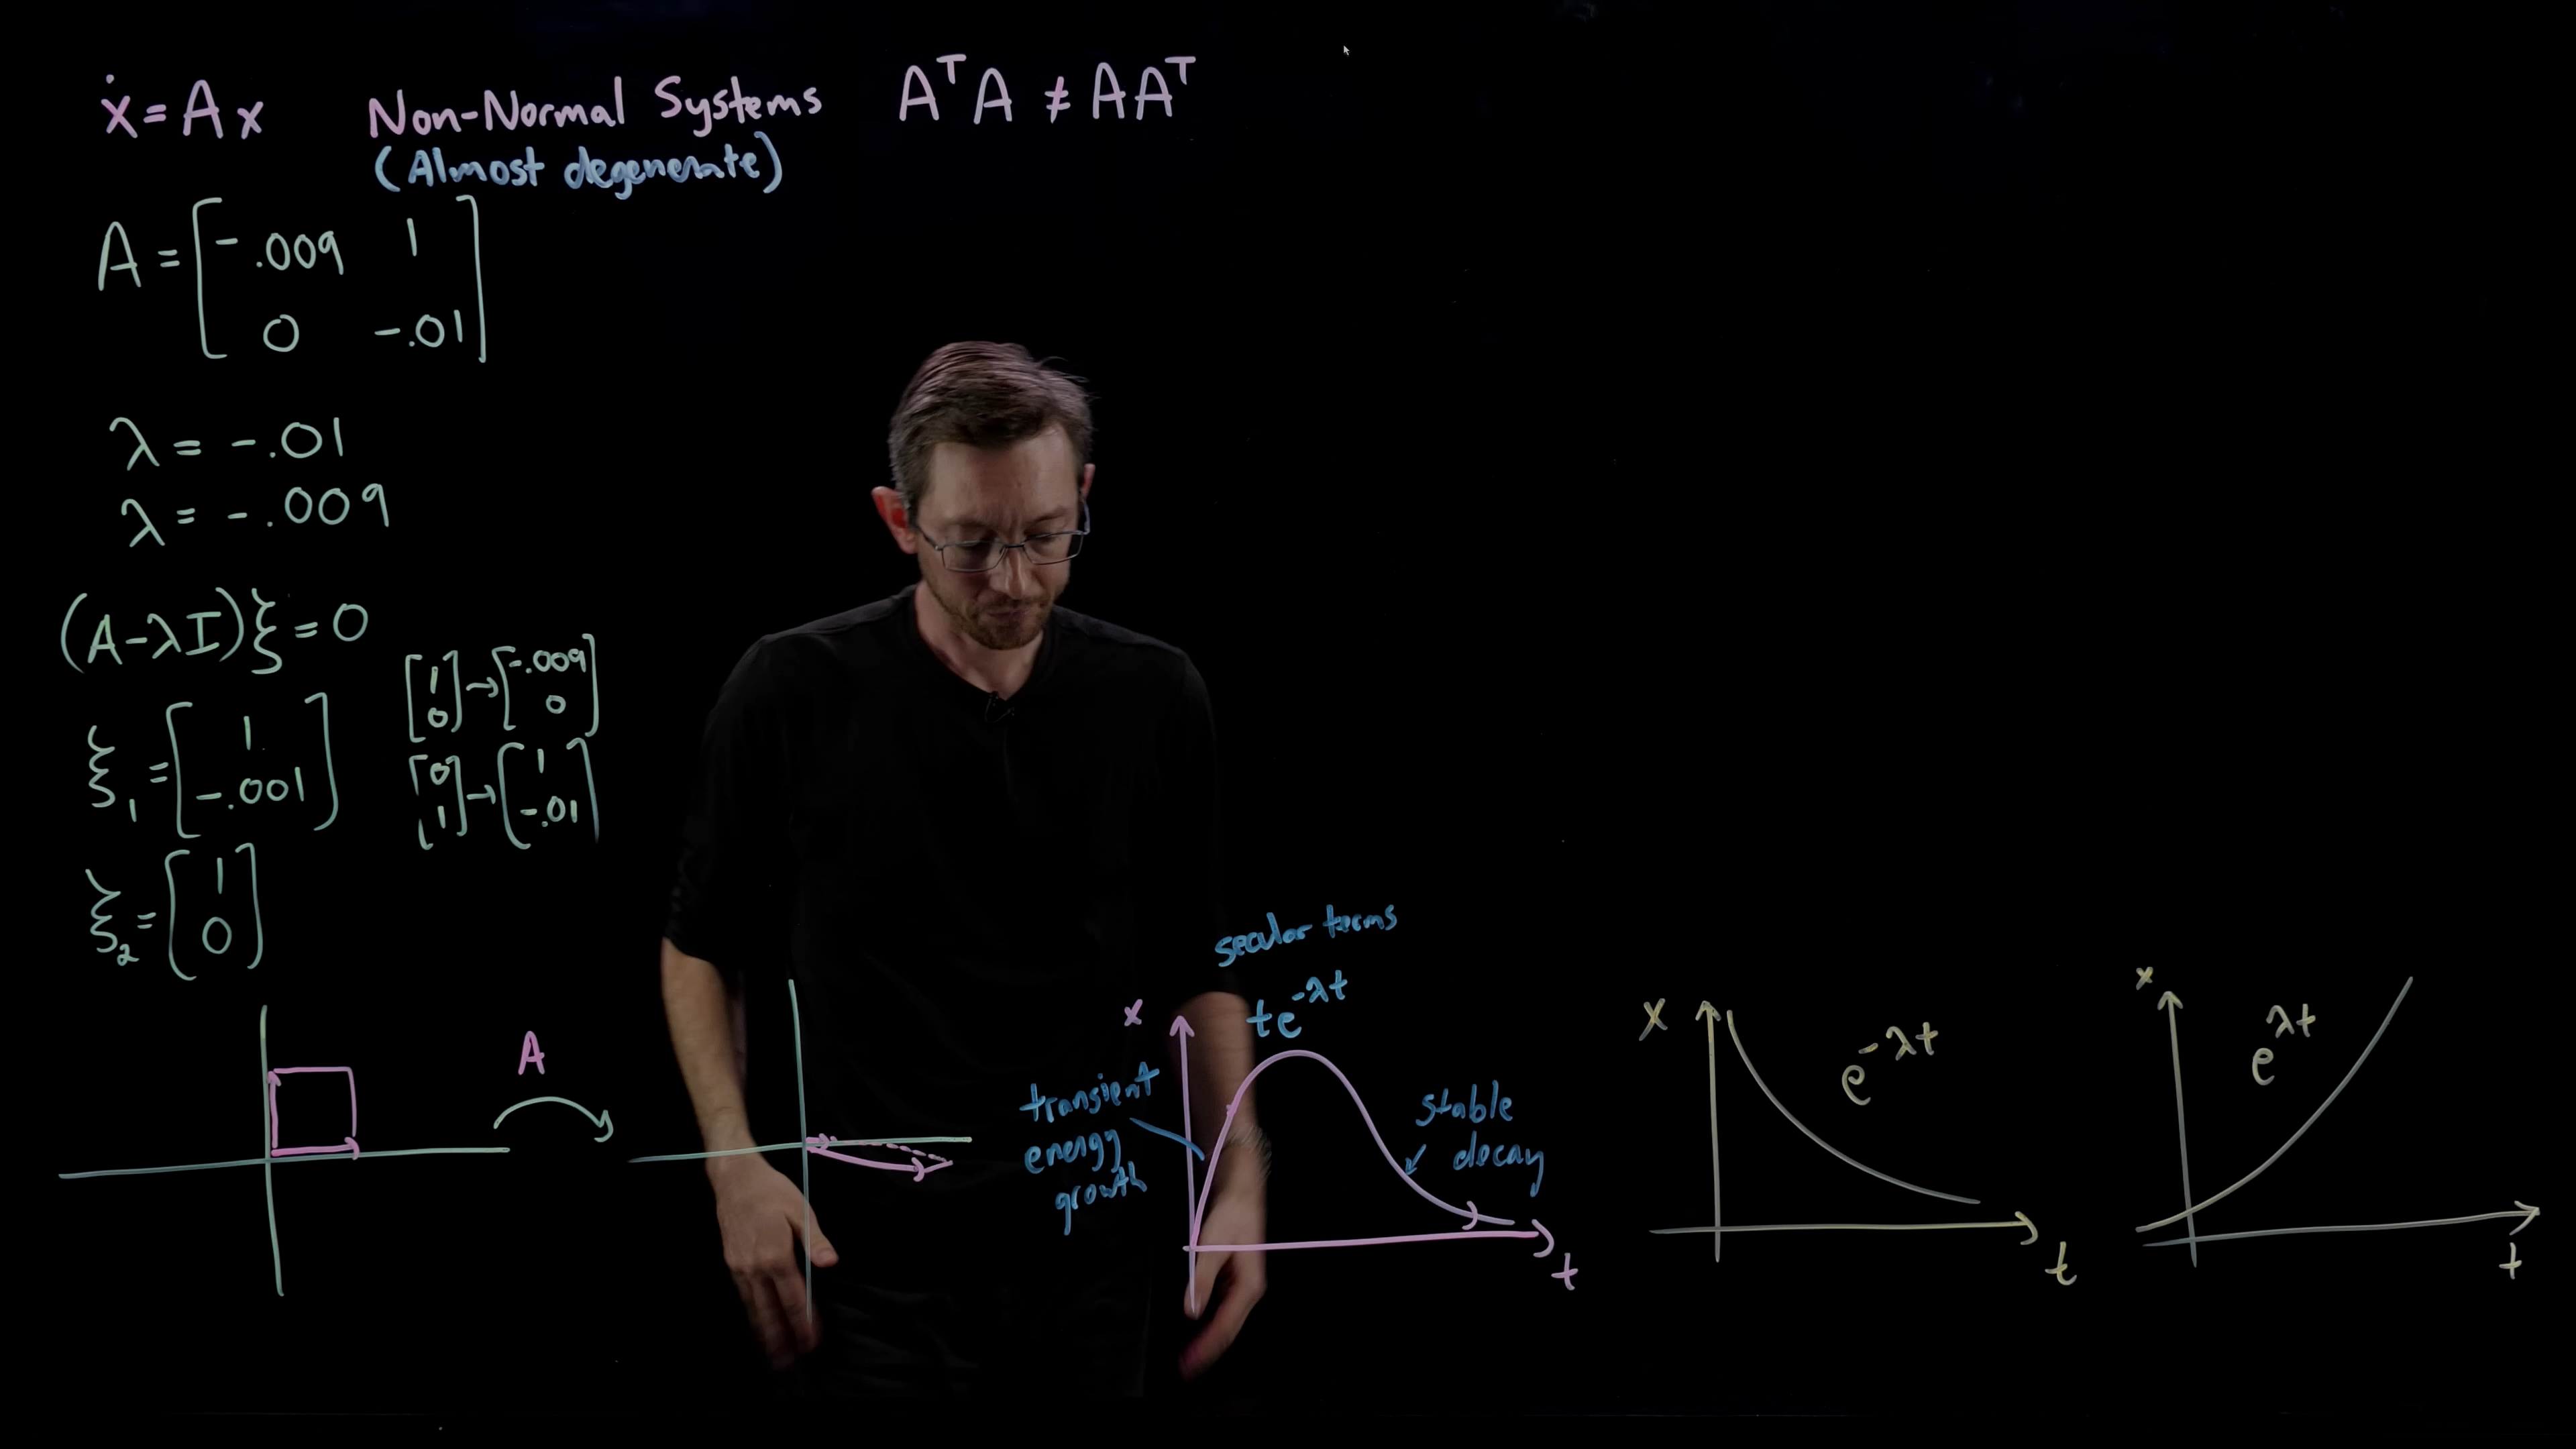 ẋ = Ax Non-Normal Systems AᵀA ≠ AAᵀ
(Almost degenerate)
A = [-.009 1
0 -.01]
λ = -.01
λ = -.009
(A-λI)ξ = 0
ξ₁ = [1
-.001]
[1
0] → [-.009
0]
[0
1] → [1
-.01]
ξ₂ = [1
0]
A
secular terms
te^{-λt}
x
transient
energy
growth
stable
decay
t
x
e^{-λt}
t
x
e^{λt}
t